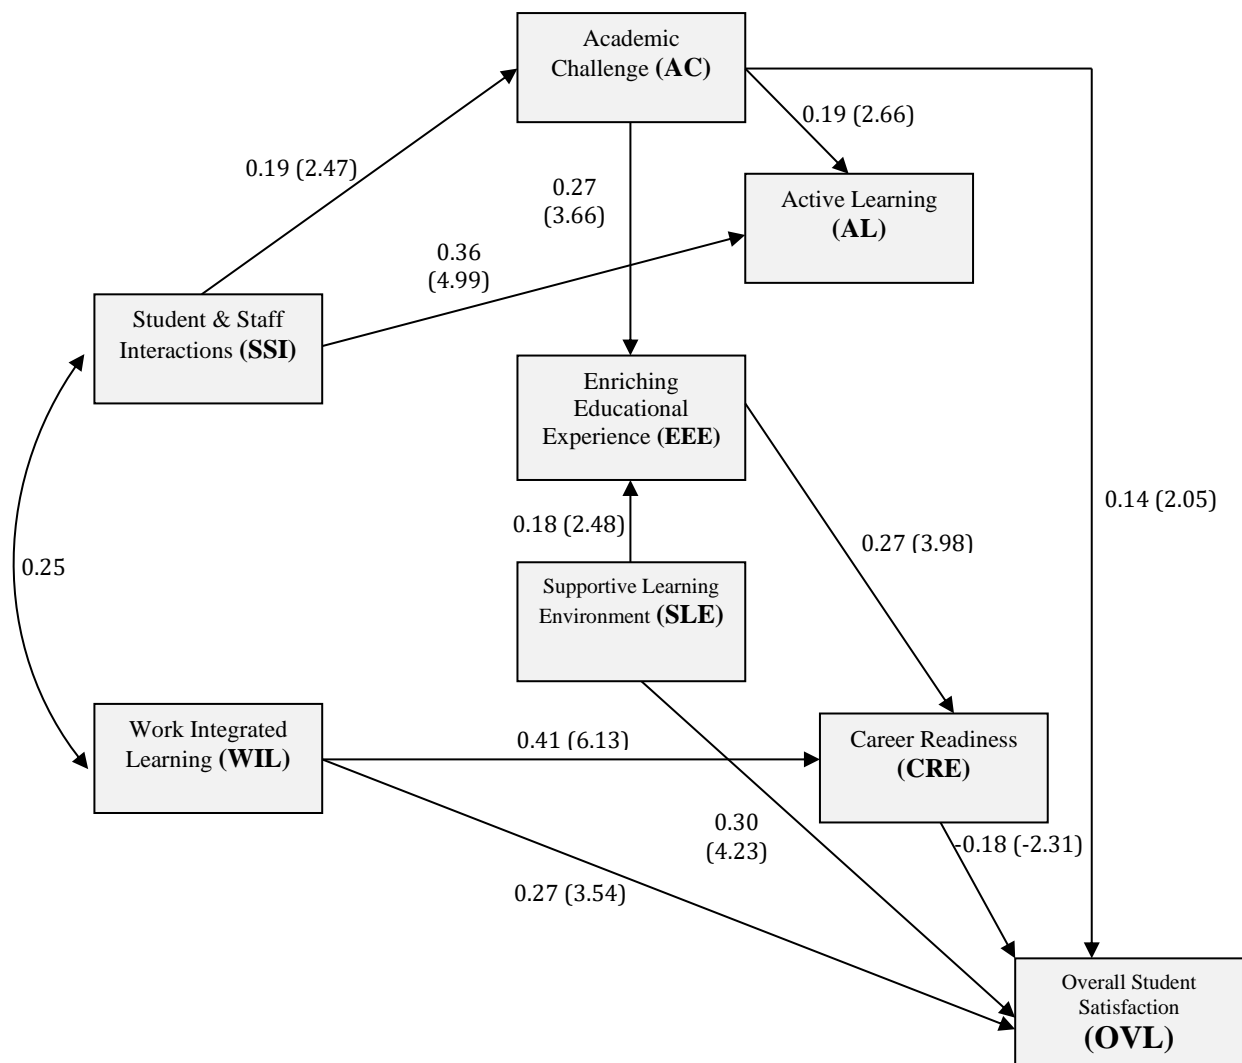 Academic
Challenge (AC)
0.19 (2.66)
0.19 (2.47)
0.27
(3.66)
Active Learning
(AL)
0.36
(4.99)
Student & Staff
Interactions (SSI)
Enriching
Educational
Experience (EEE)
0.14 (2.05)
0.18 (2.48)
0.27 (3.98)
0.25
Supportive Learning
Environment (SLE)
Work Integrated
Learning (WIL)
0.41 (6.13)
Career Readiness
(CRE)
0.30
(4.23)
-0.18 (-2.31)
0.27 (3.54)
Overall Student
Satisfaction
(OVL)